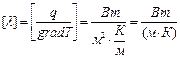 [λ] = [q / gradT] = Вт / (м² · К/м) = Вт / (м·К)